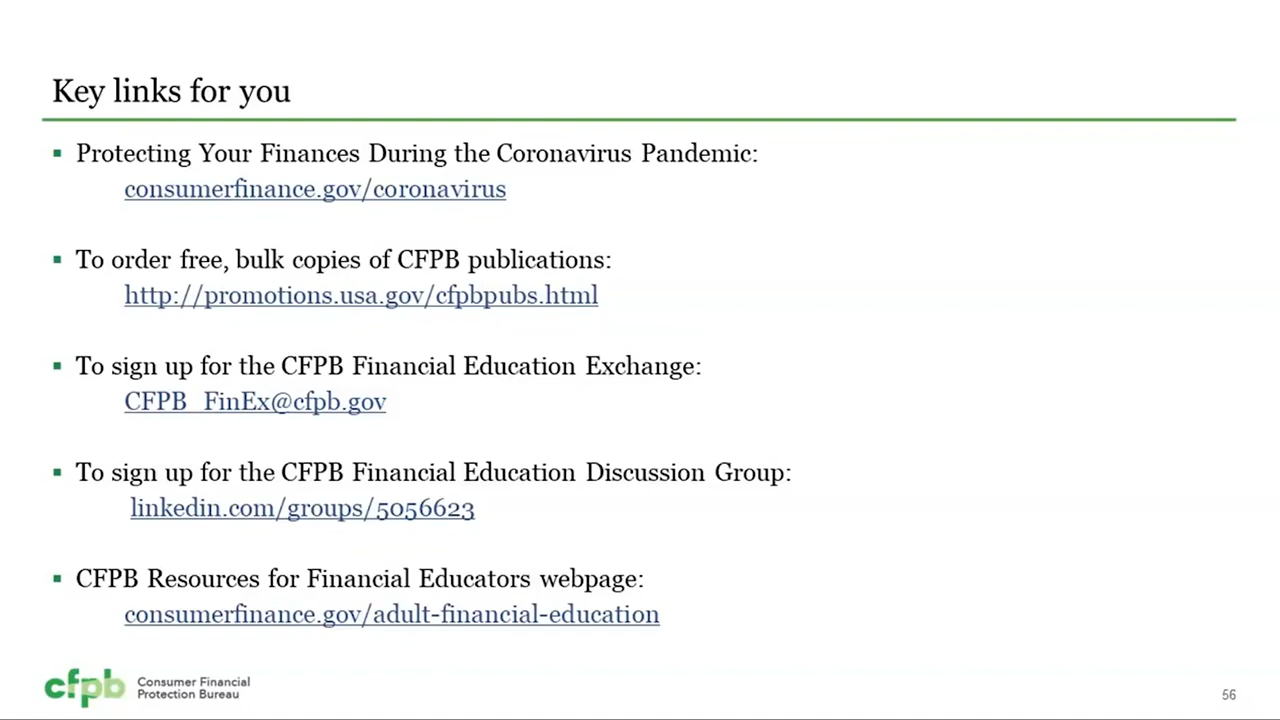 Key links for you
▪ Protecting Your Finances During the Coronavirus Pandemic:
consumerfinance.gov/coronavirus
▪ To order free, bulk copies of CFPB publications:
http://promotions.usa.gov/cfpbpubs.html
▪ To sign up for the CFPB Financial Education Exchange:
CFPB_FinEx@cfpb.gov
▪ To sign up for the CFPB Financial Education Discussion Group:
linkedin.com/groups/5056623
▪ CFPB Resources for Financial Educators webpage:
consumerfinance.gov/adult-financial-education
cfpb
Consumer Financial
Protection Bureau
56